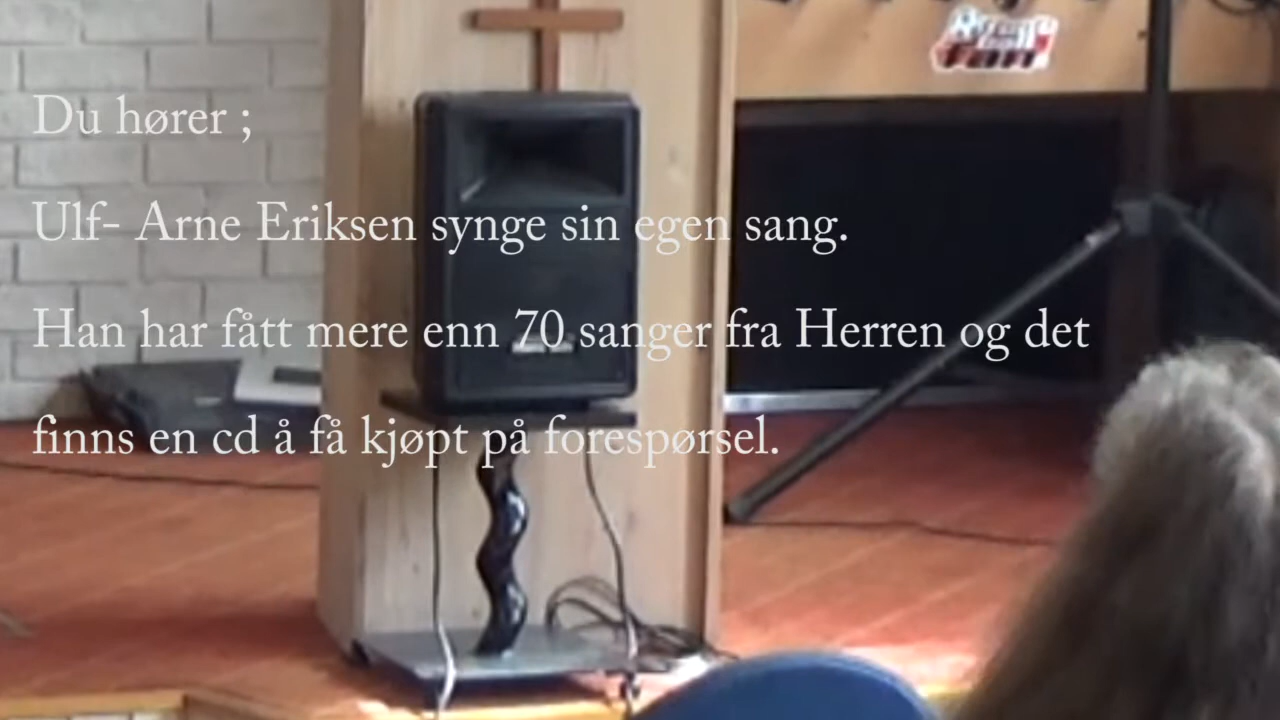 Du hører ;
Ulf- Arne Eriksen synge sin egen sang.
Han har fått mere enn 70 sanger fra Herren og det
finns en cd å få kjøpt på forespørsel.
fan